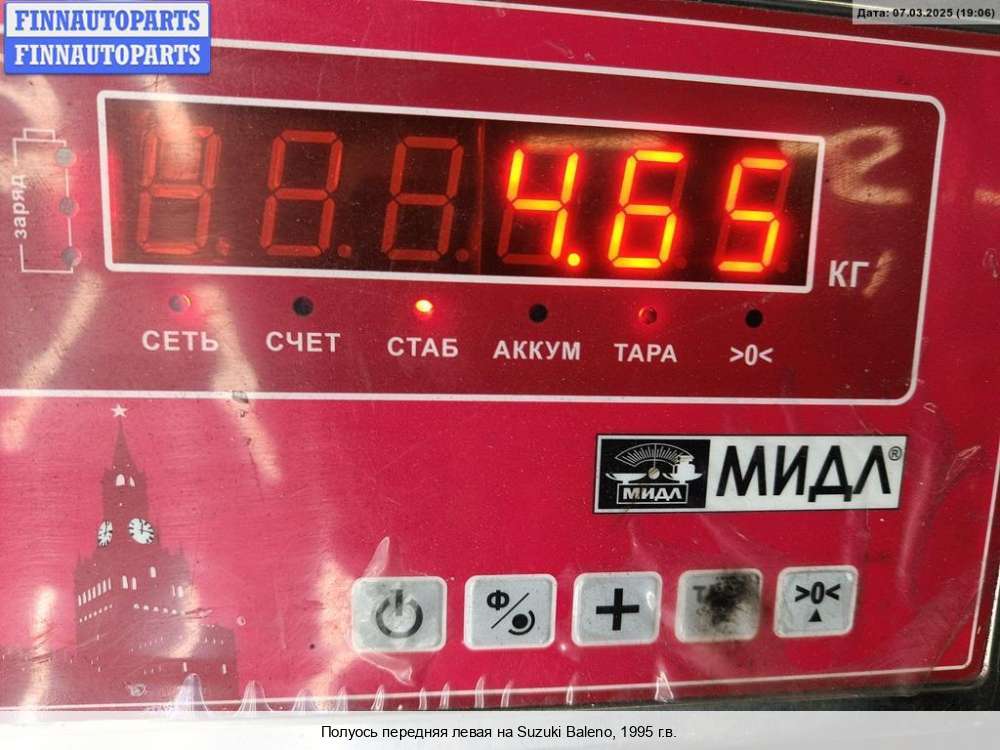 FINNAUTOPARTS
FINNAUTOPARTS
Дата: 07.03.2025 (19:06)
заряд
4.65
КГ
СЕТЬ СЧЕТ СТАБ АККУМ ТАРА >0<
МИДЛ МИДЛ®
Ф
+
>0<
Полуось передняя левая на Suzuki Baleno, 1995 г.в.